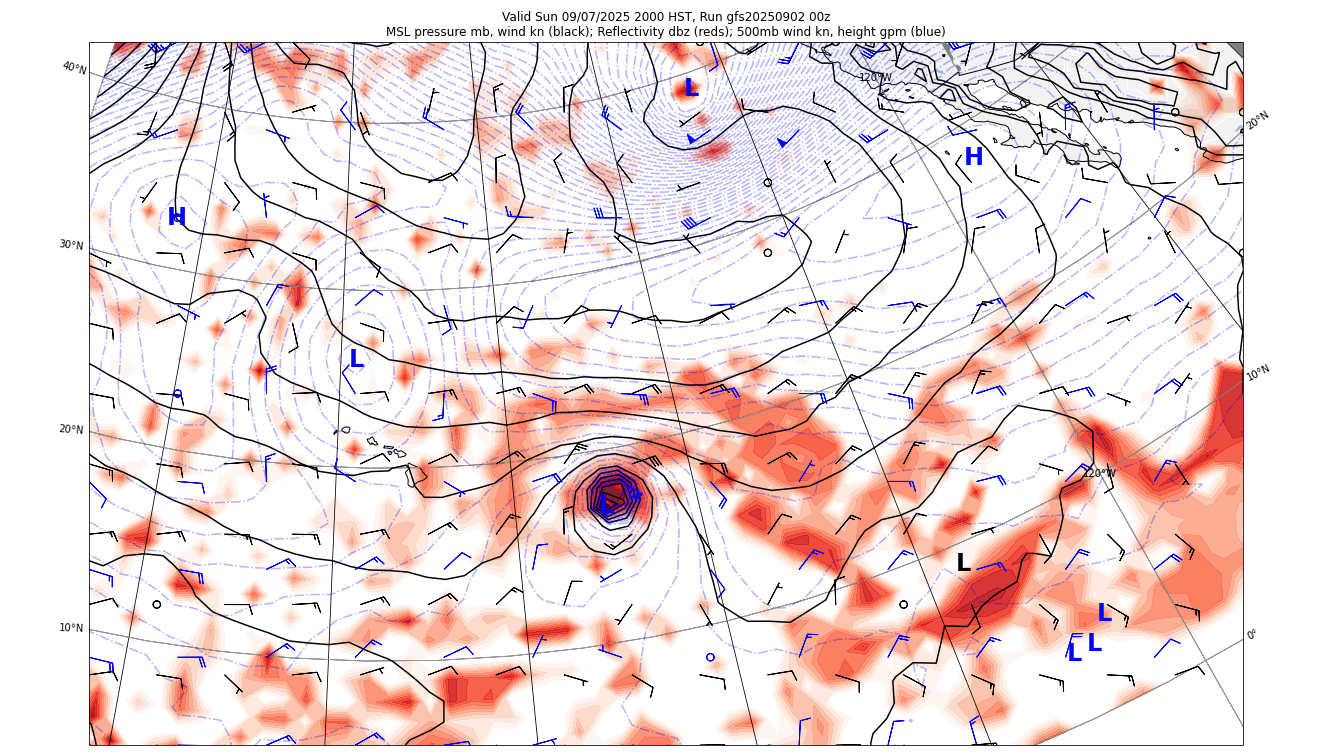 Valid Sun 09/07/2025 2000 HST, Run gfs20250902 00z
MSL pressure mb, wind kn (black); Reflectivity dbz (reds); 500mb wind kn, height gpm (blue)
40°N
120°W
L
20°N
H
H
30°N
L
10°N
20°N
120°W
L
L
10°N
L
0°
L
L